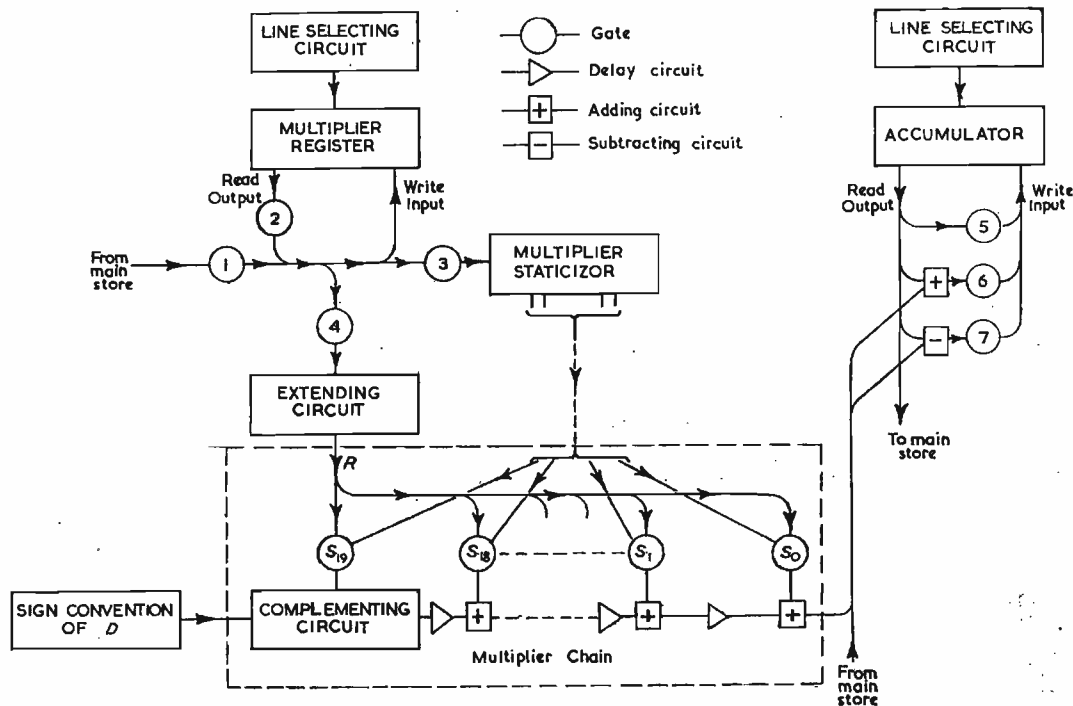 LINE SELECTING
CIRCUIT
Gate
Delay circuit
+
Adding circuit
−
Subtracting circuit
LINE SELECTING
CIRCUIT
MULTIPLIER
REGISTER
ACCUMULATOR
Read
Output
Write
Input
Read
Output
Write
Input
2
5
From
main
store
1
3
MULTIPLIER
STATICIZOR
+
6
4
−
7
EXTENDING
CIRCUIT
To main
store
R
S19
S18
S1
S0
SIGN CONVENTION
OF D
COMPLEMENTING
CIRCUIT
+
+
+
Multiplier Chain
From
main
store